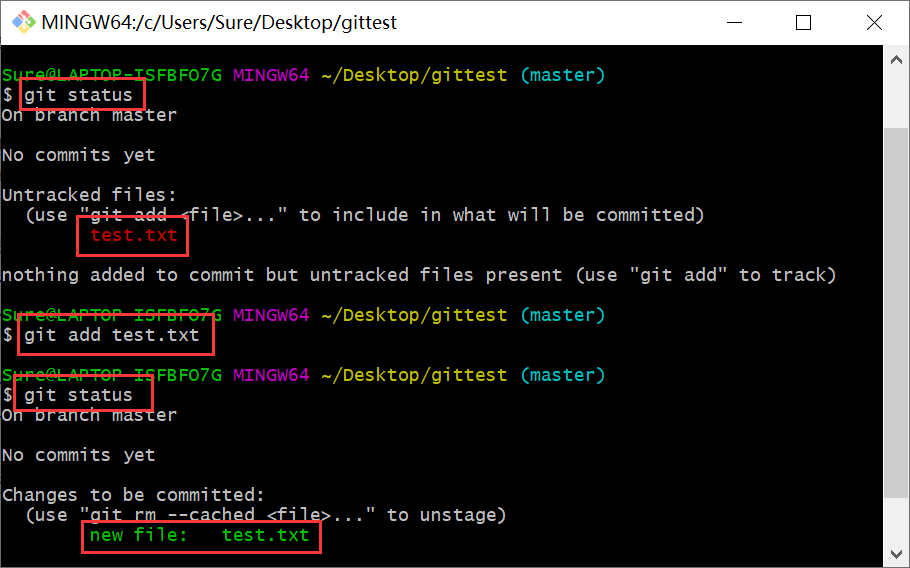 MINGW64:/c/Users/Sure/Desktop/gittest
Sure@LAPTOP-ISFBFO7G MINGW64 ~/Desktop/gittest (master)
$ git status
On branch master
No commits yet
Untracked files:
(use "git add <file>..." to include in what will be committed)
test.txt
nothing added to commit but untracked files present (use "git add" to track)
Sure@LAPTOP-ISFBFO7G MINGW64 ~/Desktop/gittest (master)
$ git add test.txt
Sure@LAPTOP-ISFBFO7G MINGW64 ~/Desktop/gittest (master)
$ git status
On branch master
No commits yet
Changes to be committed:
(use "git rm --cached <file>..." to unstage)
new file:   test.txt